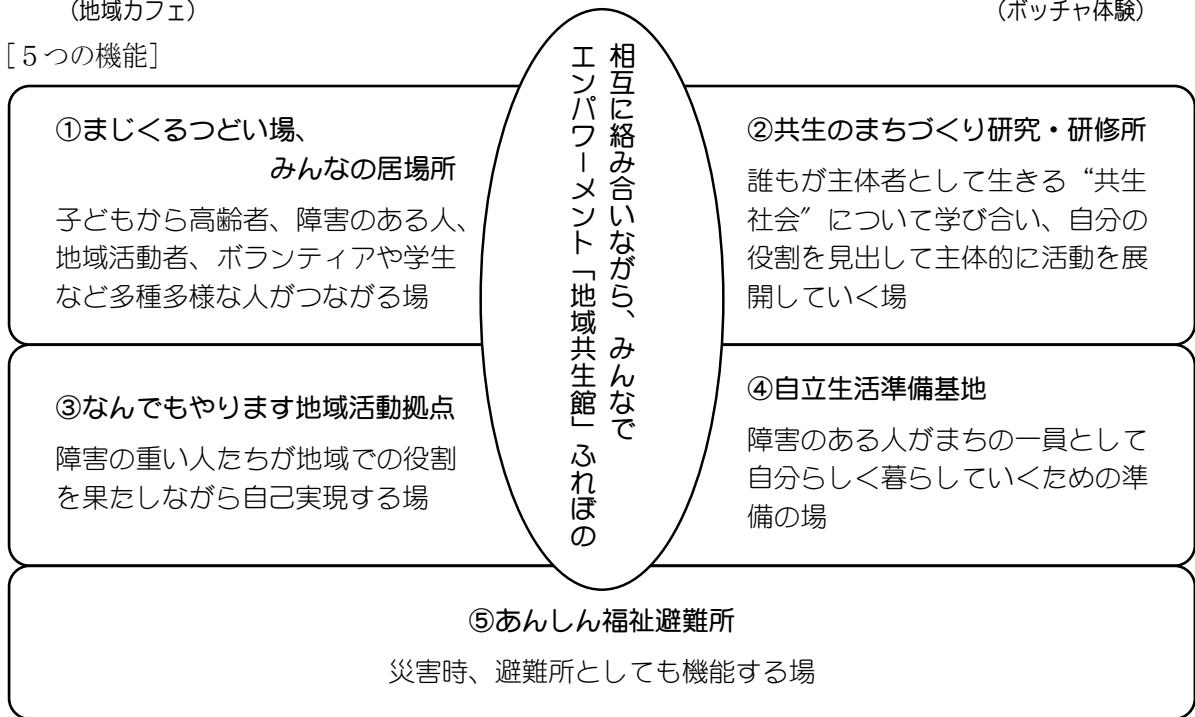 （地域カフェ）
（ボッチャ体験）
［５つの機能］
相互に絡み合いながら、みんなで
エンパワーメント「地域共生館」ふれぼの
①まじくるつどい場、
みんなの居場所
子どもから高齢者、障害のある人、
地域活動者、ボランティアや学生
など多種多様な人がつながる場
②共生のまちづくり研究・研修所
誰もが主体者として生きる〝共生
社会〟について学び合い、自分の
役割を見出して主体的に活動を展
開していく場
③なんでもやります地域活動拠点
障害の重い人たちが地域での役割
を果たしながら自己実現する場
④自立生活準備基地
障害のある人がまちの一員として
自分らしく暮らしていくための準
備の場
⑤あんしん福祉避難所
災害時、避難所としても機能する場